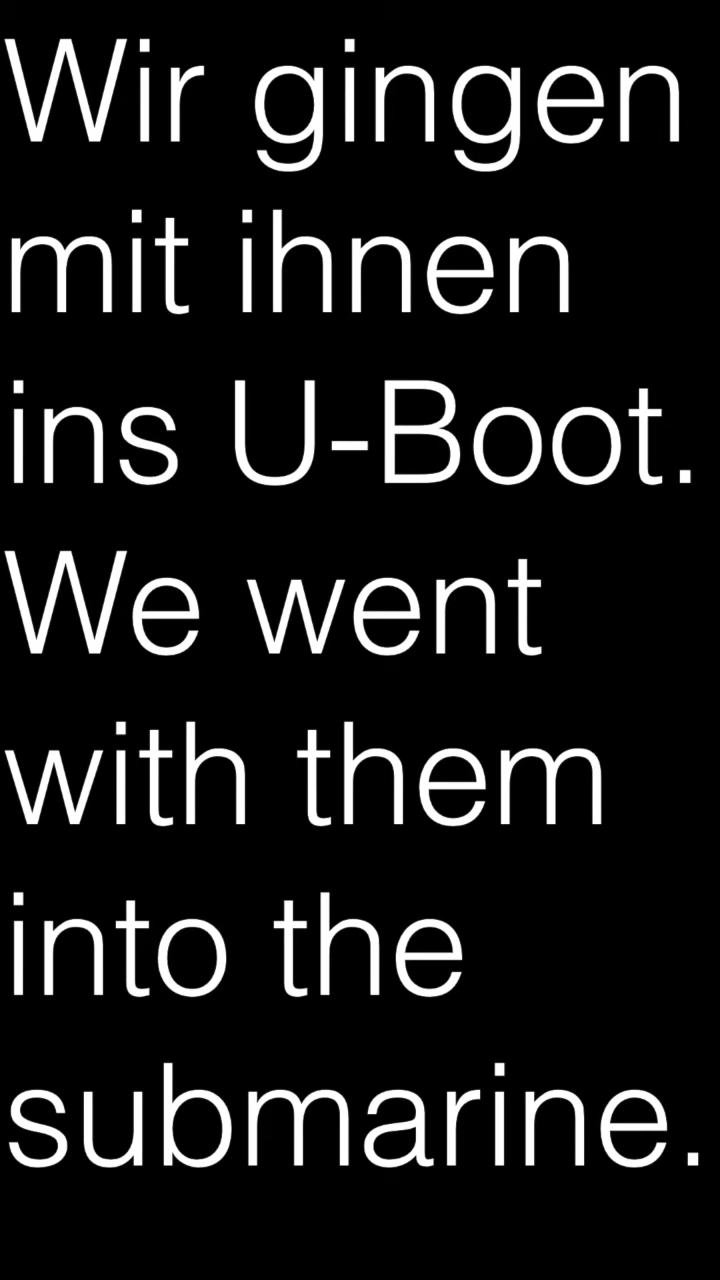 Wir gingen
mit ihnen
ins U-Boot.
We went
with them
into the
submarine.